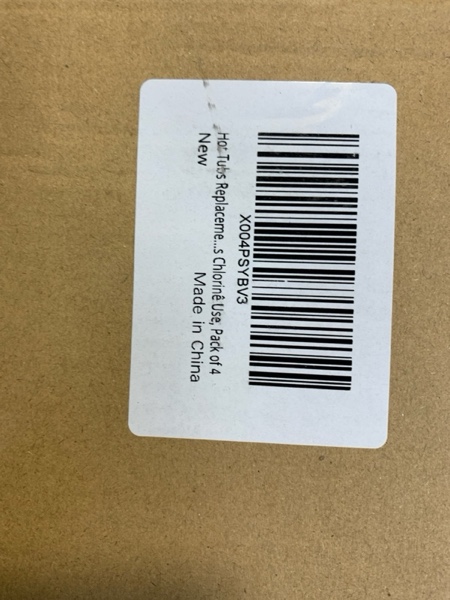 X004PSYBV3
Hot Tubs Replaceme...s Chlorine Use, Pack of 4
New
Made in China